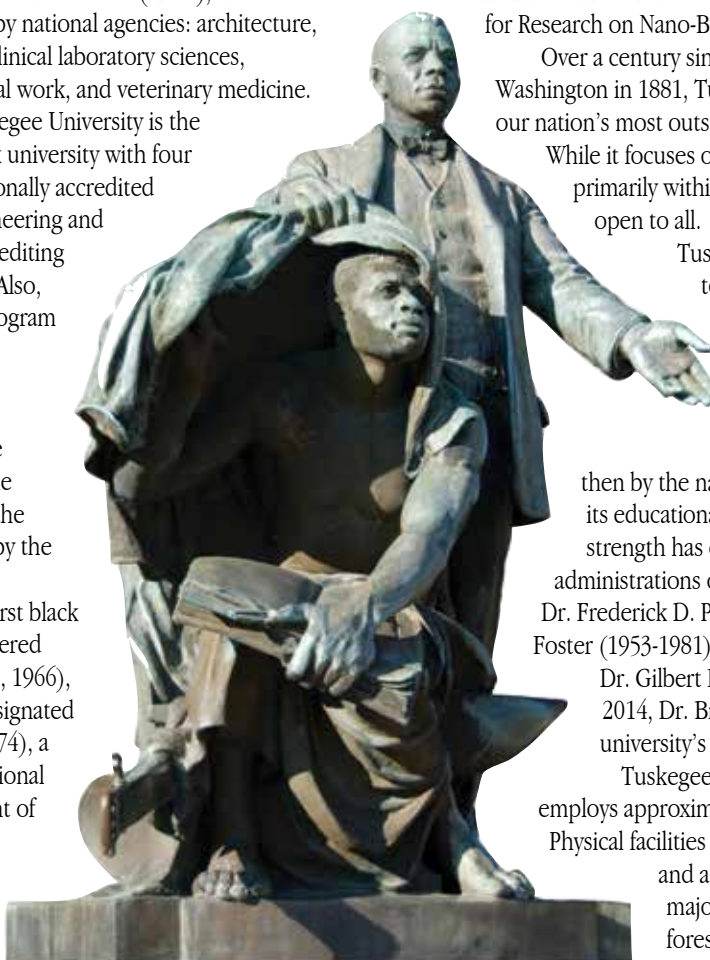 by national agencies: architecture,
linical laboratory sciences,
al work, and veterinary medicine.
egee University is the
university with four
onally accredited
neering and
editing
Also,
ogram
e
e
he
by the
rst black
ered
, 1966),
signated
74), a
ional
t of
for Research on Nano-B
Over a century sin
Washington in 1881, Tu
our nation's most outs
While it focuses o
primarily withi
open to all.
Tus
to
then by the na
its educationa
strength has
administrations o
Dr. Frederick D. P
Foster (1953-1981)
Dr. Gilbert
2014, Dr. B
university's
Tuskegee
employs approxim
Physical facilities
and a
majo
fores